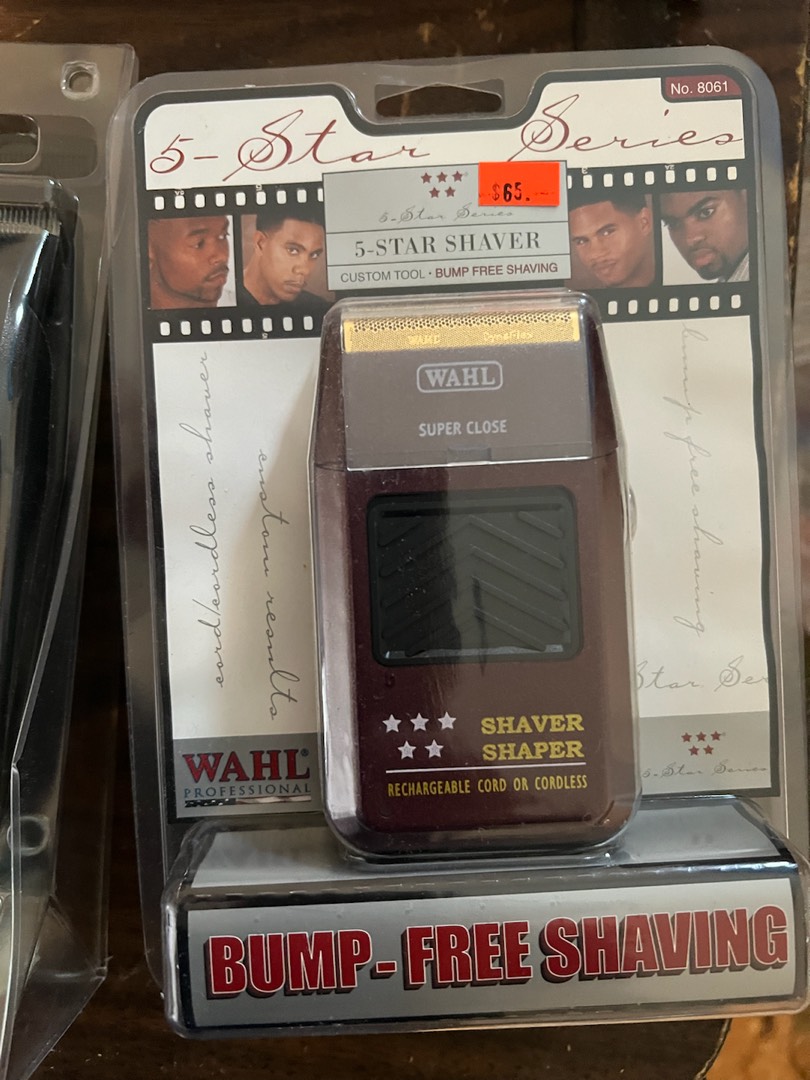 No. 8061
5-Star Series
$65.—
5-Star Series
5-STAR SHAVER
CUSTOM TOOL • BUMP FREE SHAVING
WAHL DynaFlex
WAHL
SUPER CLOSE
cord/cordless shaver
custom results
bump free shaving
Star Ser
SHAVER
SHAPER
RECHARGEABLE CORD OR CORDLESS
WAHL®
PROFESSIONAL
5-Star Series
BUMP-FREE SHAVING